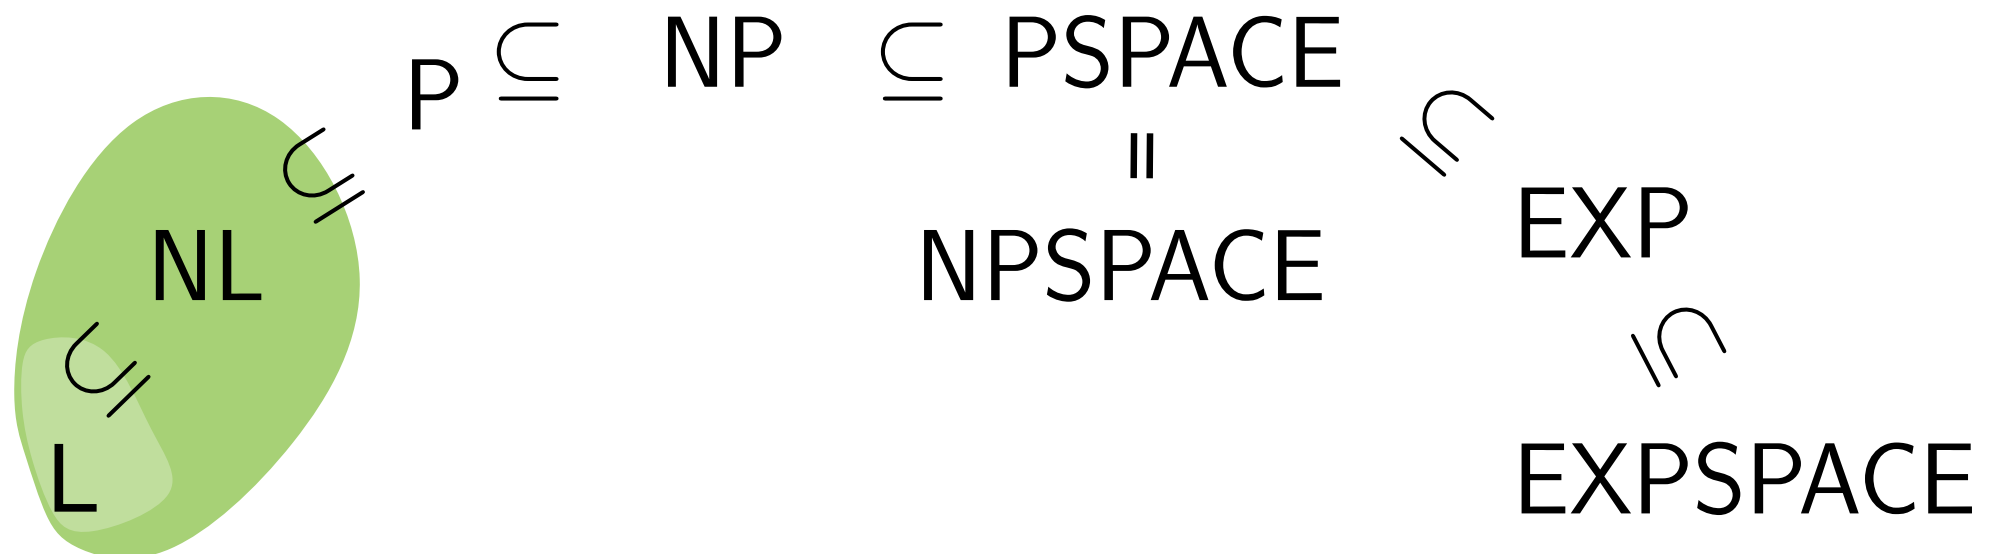 P ⊆ NP ⊆ PSPACE
⊆ = ⊆
NL NPSPACE EXP
⊆ ⊆
L EXPSPACE